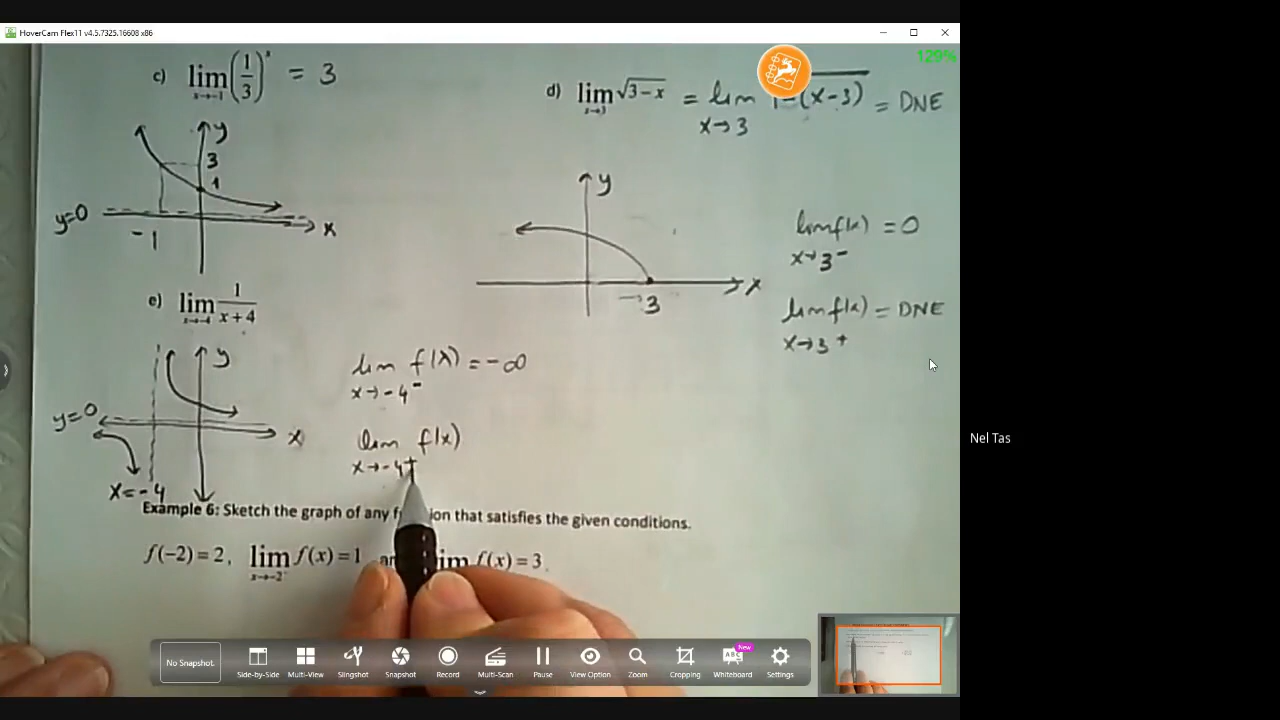 HoverCam Flex11 v4.5.7325.16608 x86
129%
c) lim x→-1 (1/3)^x = 3
d) lim x→3 √3-x = lim x→3 -(x-3) = DNE
y
3
1
y=0
-1
x
y
3
x
lim f(x) = 0
x→3-
lim f(x) = DNE
x→3+
e) lim x→-4 1/x+4
y
y=0
x
x=-4
lim f(x) = -∞
x→-4-
lim f(x)
x→-4+
Example 6: Sketch the graph of any that satisfies the given conditions.
f(-2) = 2, lim x→-2- f(x) = 1 f(x) = 3.
Nel Tas
No Snapshot.
Side-by-Side
Multi-View
Slingshot
Snapshot
Record
Multi-Scan
Pause
View Option
Zoom
Cropping
New
ABC
Whiteboard
Settings